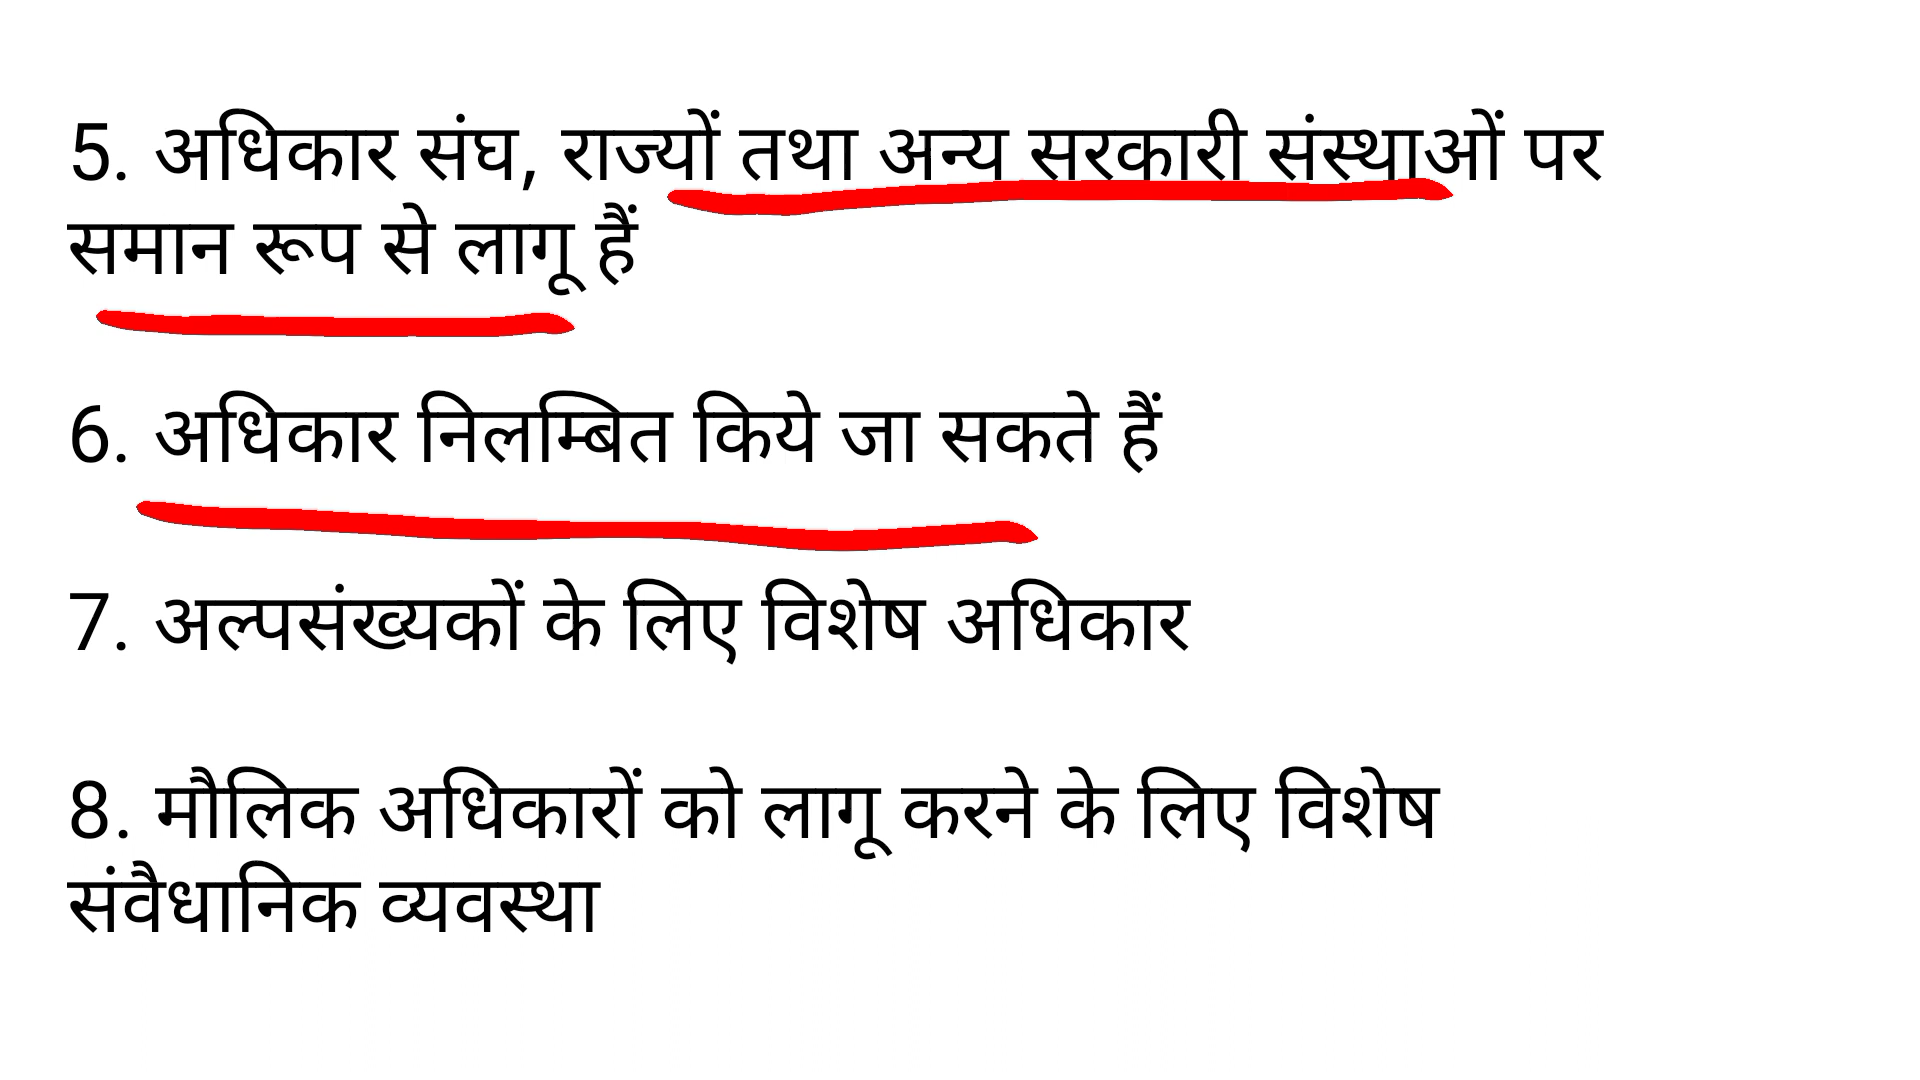 5. अधिकार संघ, राज्यों तथा अन्य सरकारी संस्थाओं पर
समान रूप से लागू हैं
6. अधिकार निलम्बित किये जा सकते हैं
7. अल्पसंख्यकों के लिए विशेष अधिकार
8. मौलिक अधिकारों को लागू करने के लिए विशेष
संवैधानिक व्यवस्था